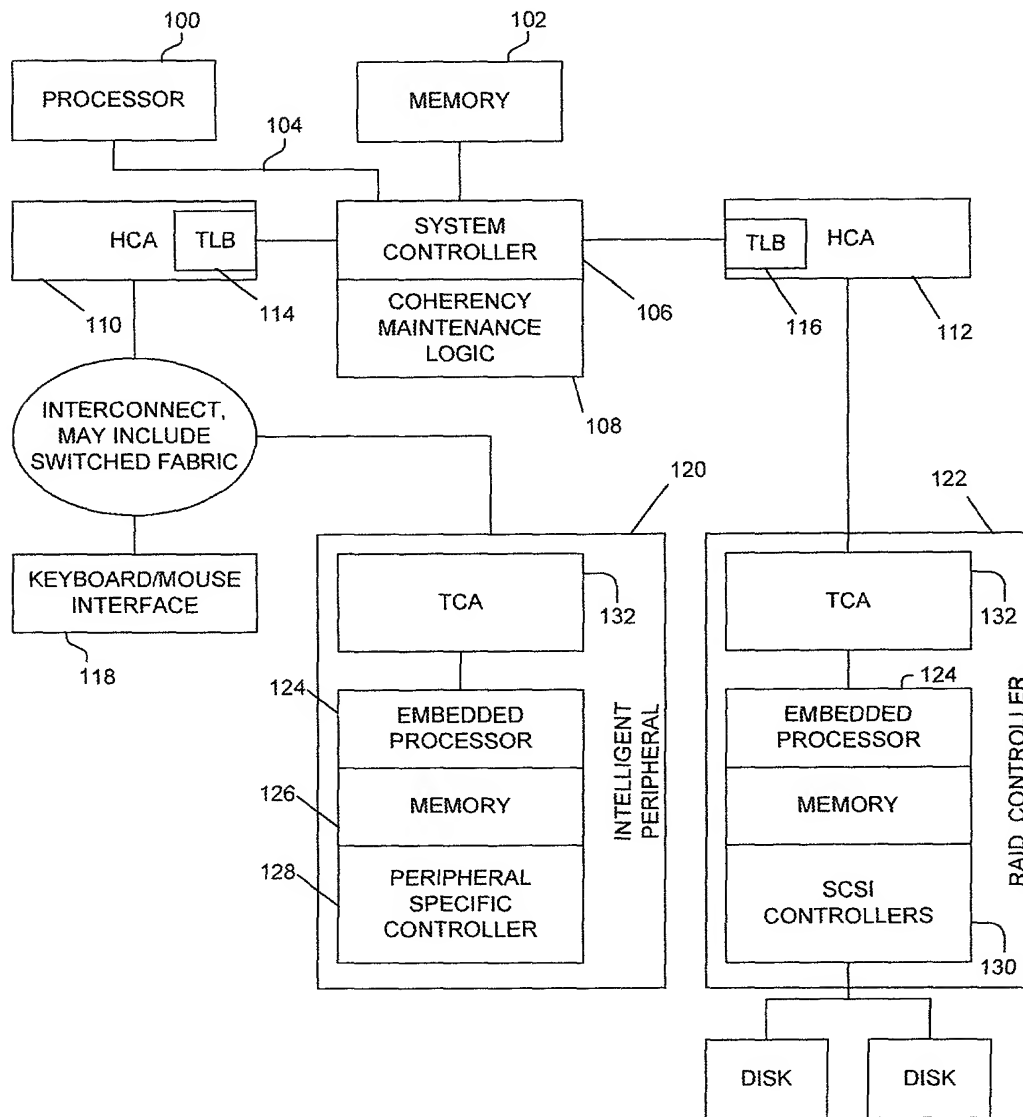 100
102
PROCESSOR
MEMORY
104
HCA
TLB
SYSTEM
CONTROLLER
TLB
HCA
110
114
106
116
112
COHERENCY
MAINTENANCE
LOGIC
108
INTERCONNECT,
MAY INCLUDE
SWITCHED FABRIC
120
122
KEYBOARD/MOUSE
INTERFACE
118
TCA
132
TCA
132
124
EMBEDDED
PROCESSOR
124
EMBEDDED
PROCESSOR
126
MEMORY
MEMORY
INTELLIGENT
PERIPHERAL
RAID CONTROLLER
128
PERIPHERAL
SPECIFIC
CONTROLLER
SCSI
CONTROLLERS
130
DISK
DISK